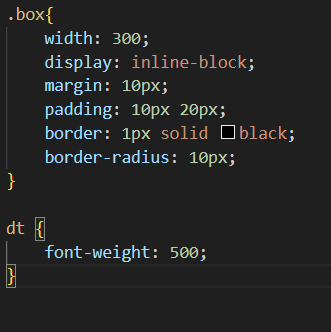 .box{
    width: 300;
    display: inline-block;
    margin: 10px;
    padding: 10px 20px;
    border: 1px solid black;
    border-radius: 10px;
}
dt {
    font-weight: 500;
}